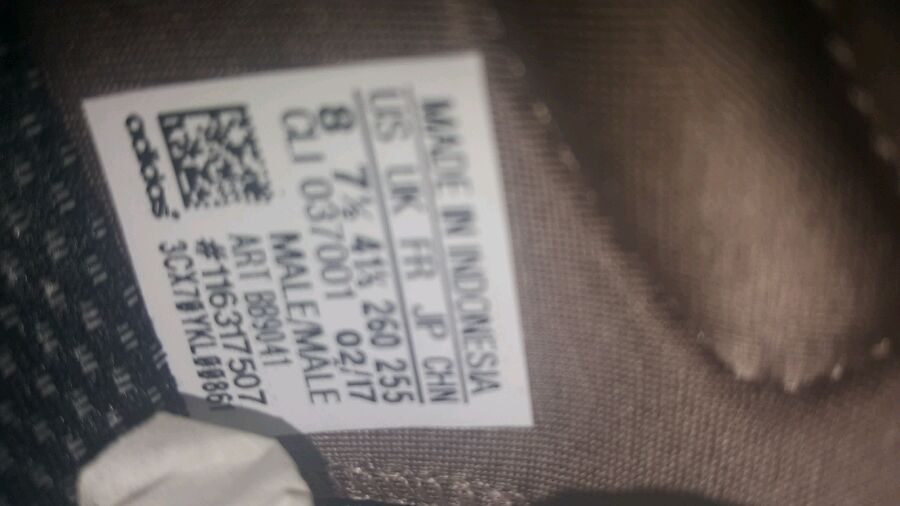 MADE IN INDONESIA
US UK FR JP CHN
8 7½ 41⅓ 260 255
CLI 037001 02/17
MALE/MÂLE
ART BB9041
#1163177507
adidas